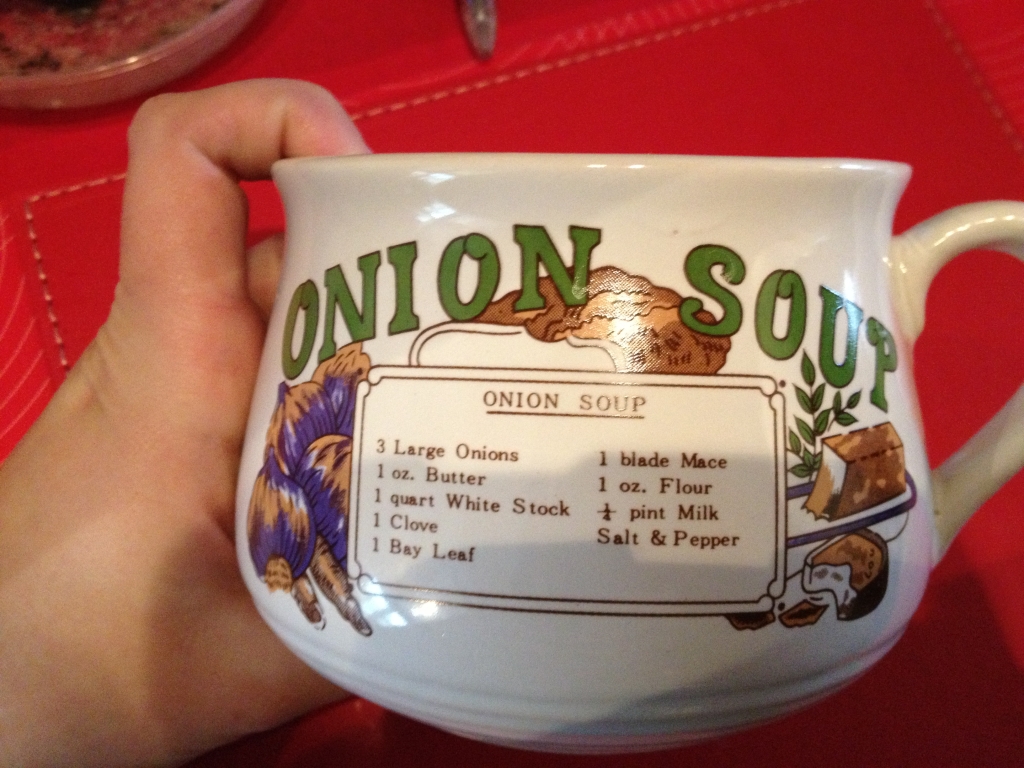 ONION SOUP
ONION SOUP
3 Large Onions
1 oz. Butter
1 quart White Stock
1 Clove
1 Bay Leaf
1 blade Mace
1 oz. Flour
¼ pint Milk
Salt & Pepper